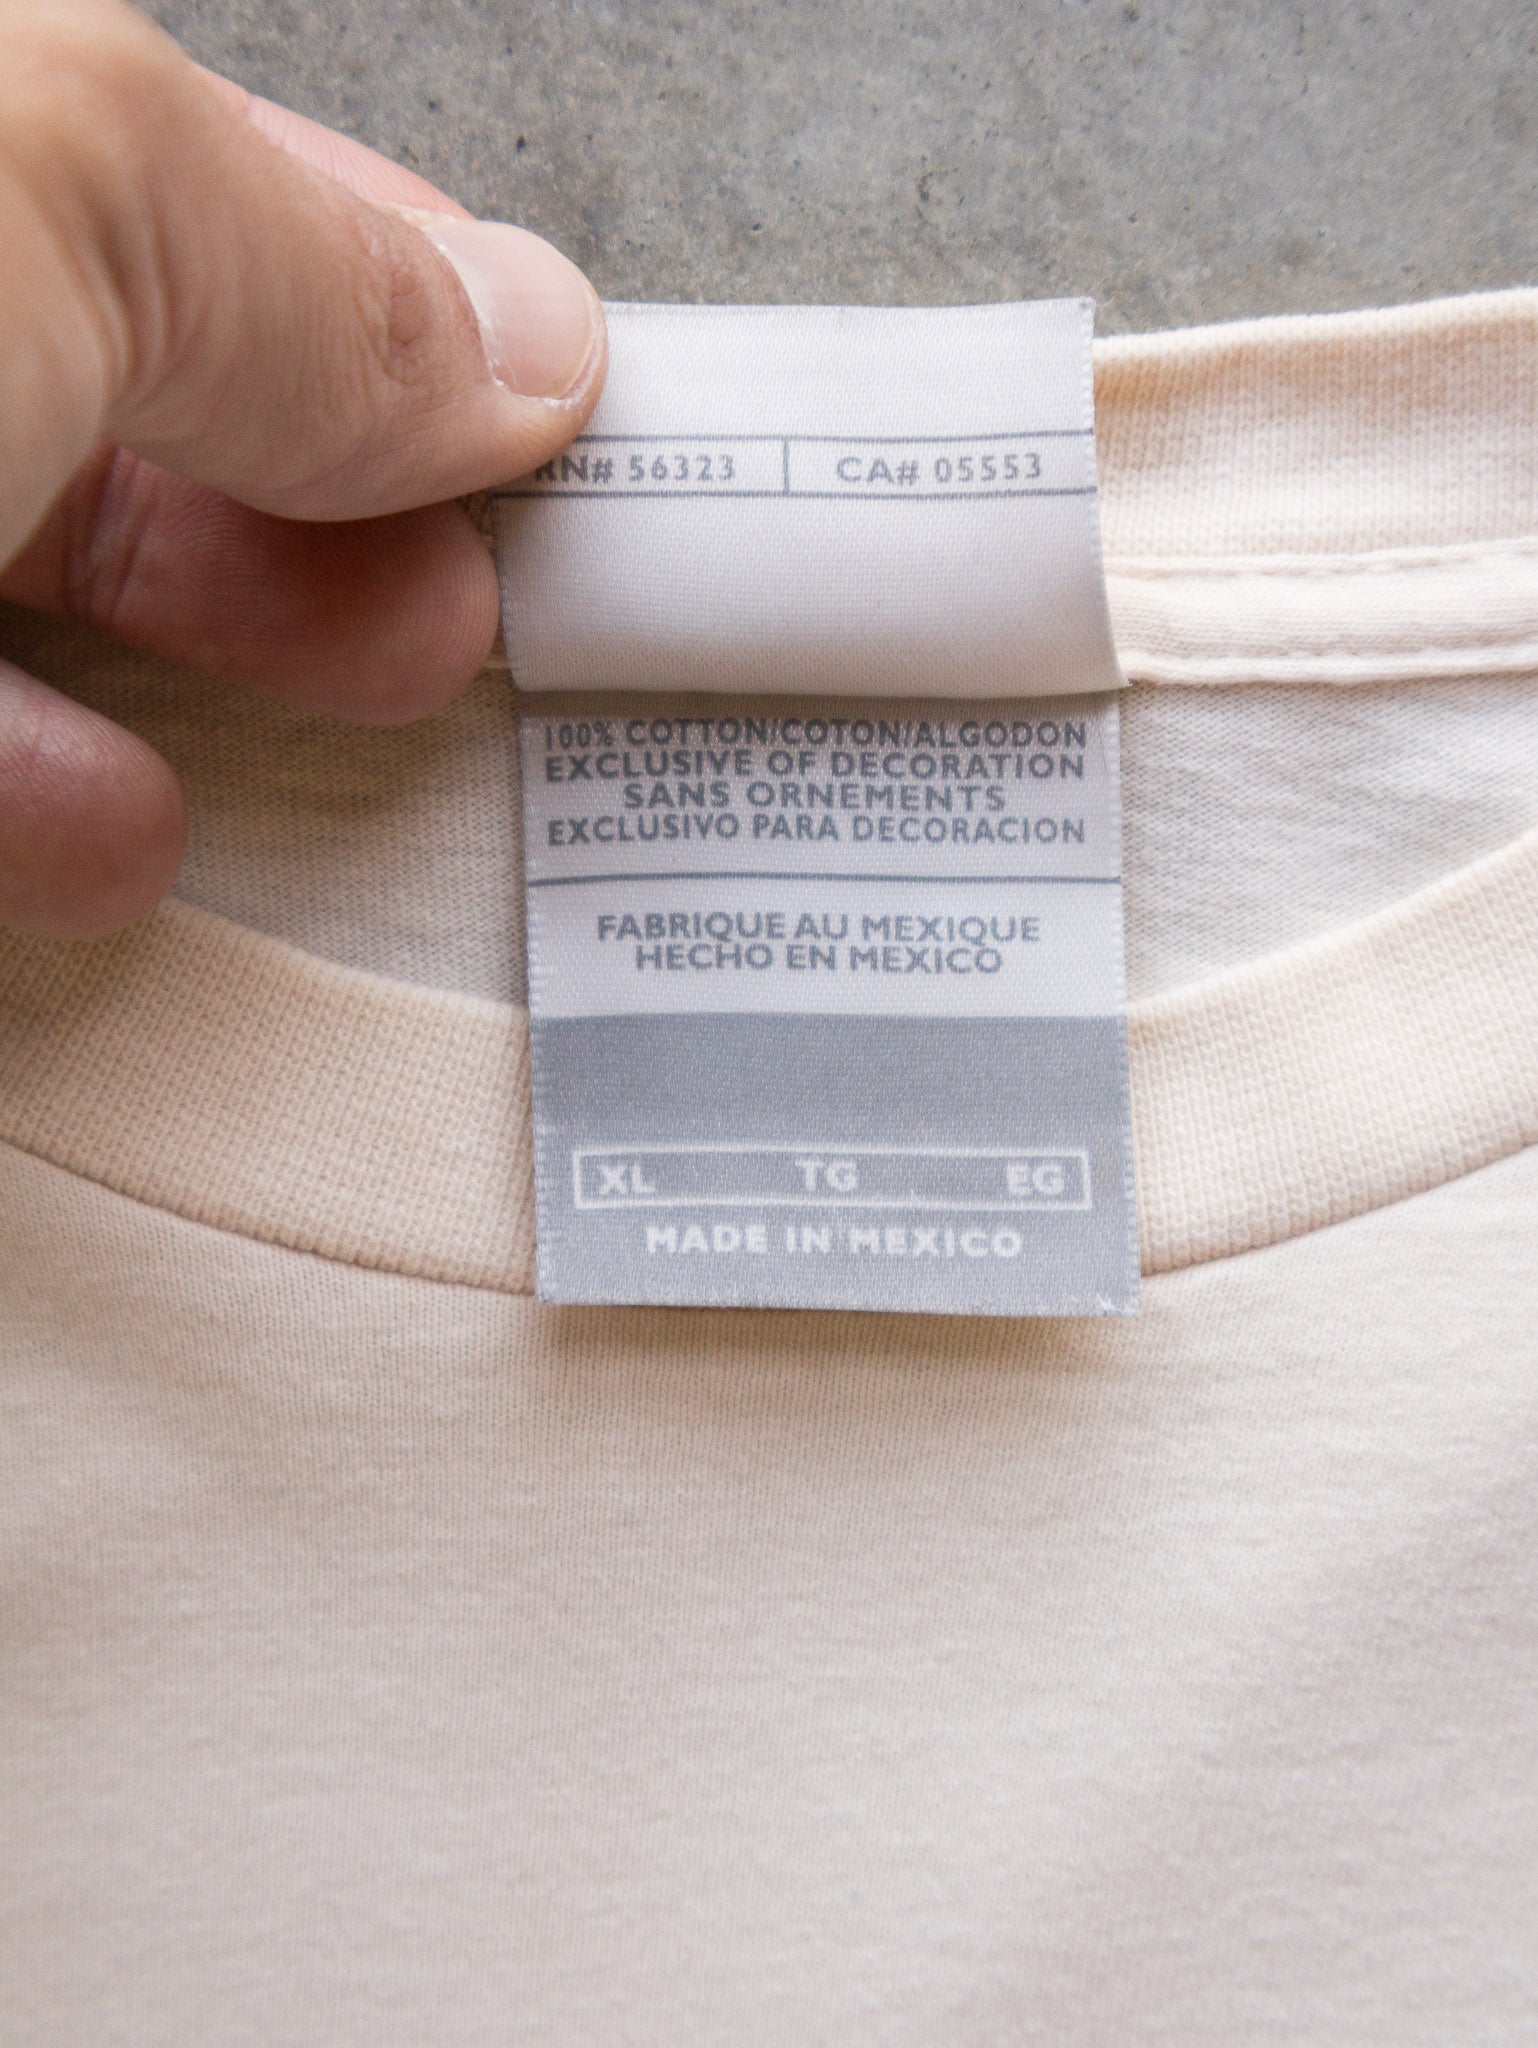 RN# 56323 CA# 05553
100% COTTON/COTON/ALGODON
EXCLUSIVE OF DECORATION
SANS ORNEMENTS
EXCLUSIVO PARA DECORACION
FABRIQUE AU MEXIQUE
HECHO EN MEXICO
XL TG EG
MADE IN MEXICO